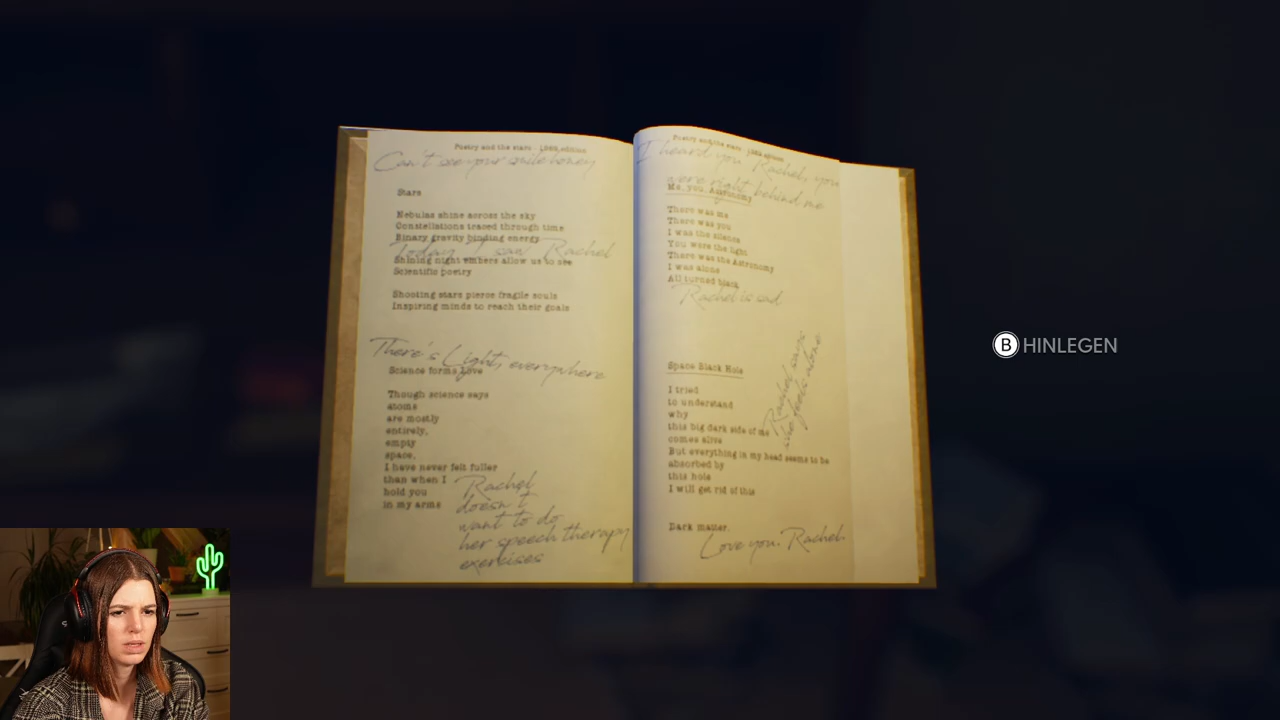 Poetry and the stars - 1985 edition
Can't see your smile honey
Stars
Nebulas shine across the sky
Constellations traced through time
Binary gravity binding energy
Today I saw Rachel
Shining night embers allow us to see
Scientific poetry
Shooting stars pierce fragile souls
Inspiring minds to reach their goals
There's Light, everywhere
Science forms Love
Though science says
atoms
are mostly
entirely,
empty
space,
I have never felt fuller
than when I
hold you
in my arms
Rachel
doesn't
want to do
her speech therapy
exercises
Poetry and the stars - 1985 edition
I heard you Rachel, you
were right behind me
Me, you, Astronomy
There was me
There was you
I was the silence
You were the light
There was the Astronomy
I was alone
All turned
Rachel is sad
Space Black Hole
Rachel says
she feels alone
I tried
to understand
why
this big dark side of me
comes alive
But everything in my head seems to be
absorbed by
this hole
I will get rid of this
Dark matter.
Love you. Rachel
B HINLEGEN